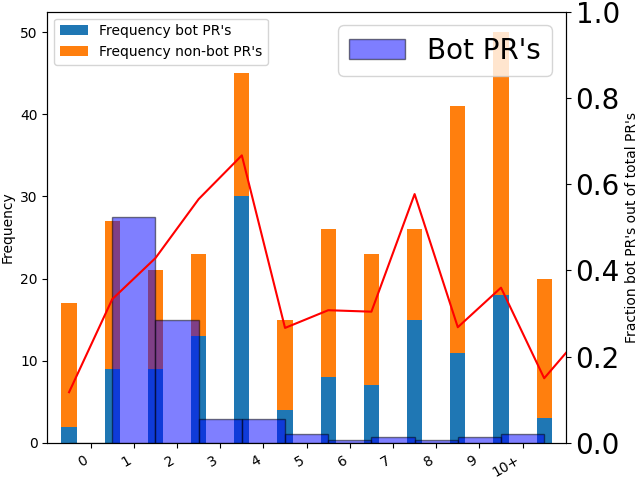 Frequency bot PR's
Frequency non-bot PR's
Bot PR's
Frequency
50
40
30
20
10
0
1.0
0.8
0.6
0.4
0.2
0.0
Fraction bot PR's out of total PR's
0 1 2 3 4 5 6 7 8 9 10+